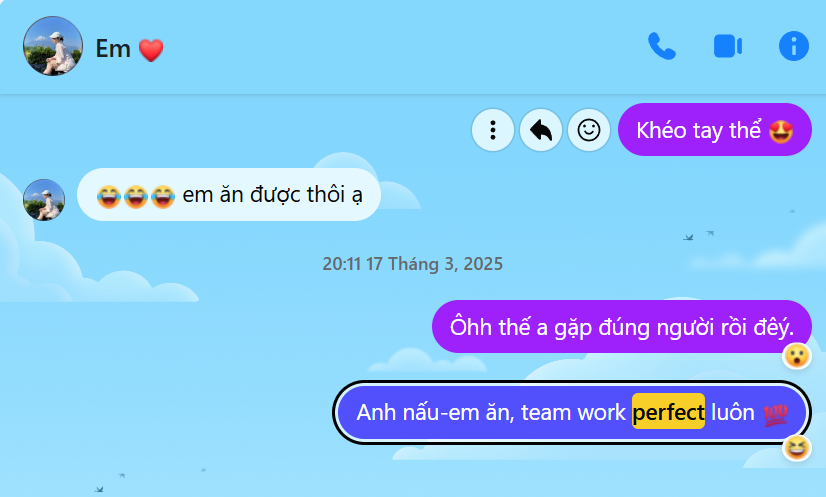 Em ❤️
Khéo tay thể 😍
😂😂😂 em ăn được thôi ạ
20:11 17 Tháng 3, 2025
Ôhh thế a gặp đúng người rồi đêý.
Anh nấu-em ăn, team work perfect luôn 💯